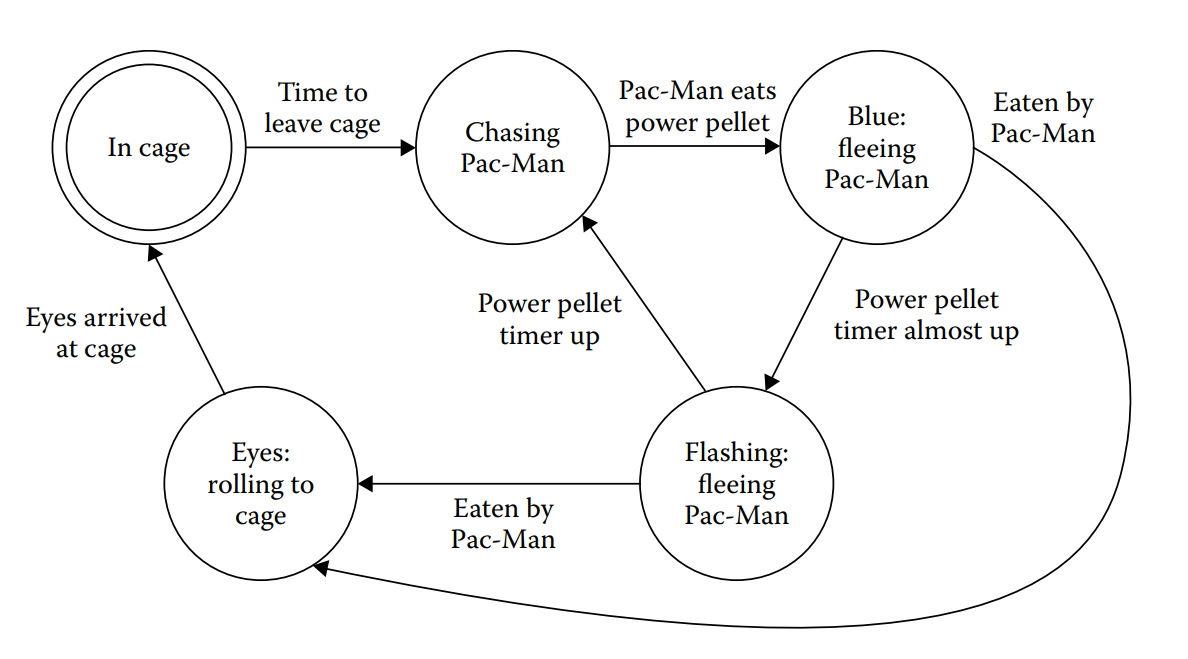 In cage
Time to
leave cage
Chasing
Pac-Man
Pac-Man eats
power pellet
Blue:
fleeing
Pac-Man
Eaten by
Pac-Man
Eyes arrived
at cage
Power pellet
timer up
Power pellet
timer almost up
Eyes:
rolling to
cage
Eaten by
Pac-Man
Flashing:
fleeing
Pac-Man